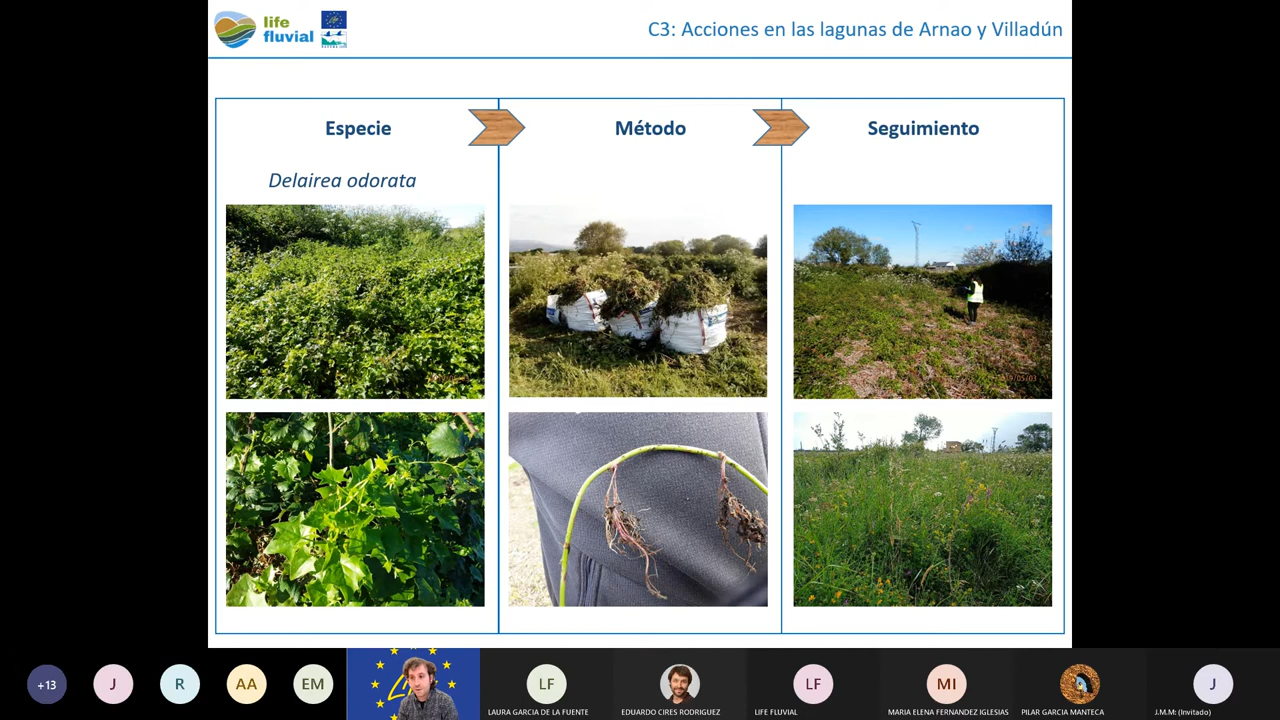 life
fluvial
C3: Acciones en las lagunas de Arnao y Villadún
Especie
Método
Seguimiento
Delairea odorata
+13
J
R
AA
EM
LF
LF
MI
J
LAURA GARCIA DE LA FUENTE
EDUARDO CIRES RODRIGUEZ
LIFE FLUVIAL
MARIA ELENA FERNANDEZ IGLESIAS
PILAR GARCIA MANTECA
J.M.M: (Invitado)